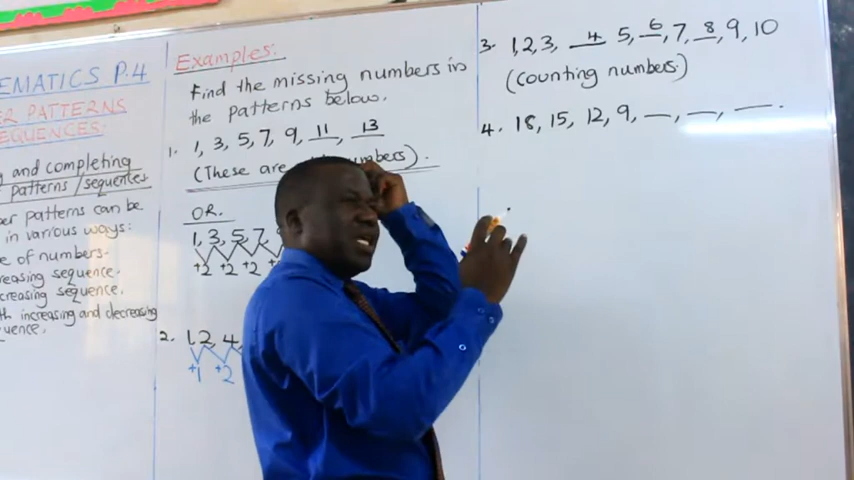 EMATICS P.4
ER PATTERNS
EQUENCES:
g and completing
patterns/sequences
er patterns can be
in various ways:
e of numbers.
easing sequence.
creasing sequence.
th increasing and decreasing
quence.
Examples:
Find the missing numbers in
the patterns below.
1. 1, 3, 5, 7, 9, 11, 13
(These are numbers).
OR.
1, 3, 5, 7
+2 +2 +2
2. 1, 2, 4
+1 +2
3. 1, 2, 3, 4 5, 6, 7, 8, 9, 10
(counting numbers)
4. 18, 15, 12, 9, __, __, __.